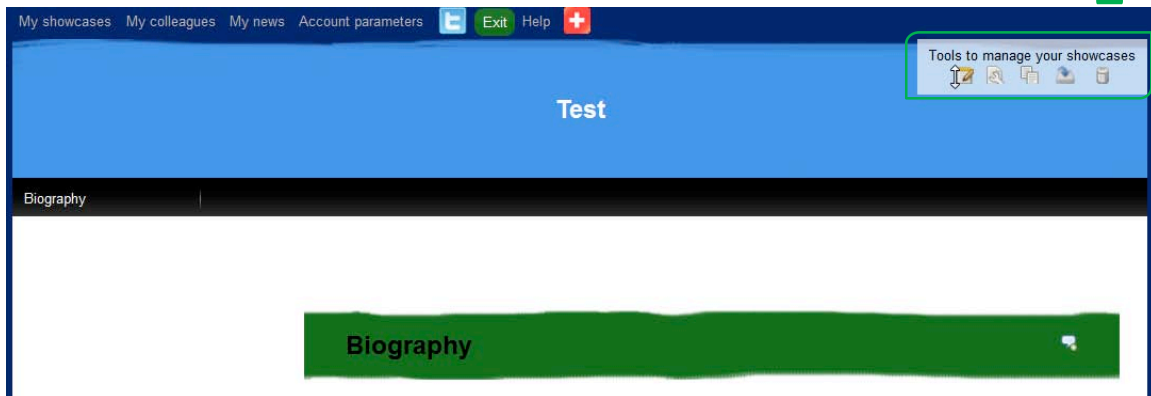 My showcases My colleagues My news Account parameters Exit Help
Tools to manage your showcases
Test
Biography
Biography